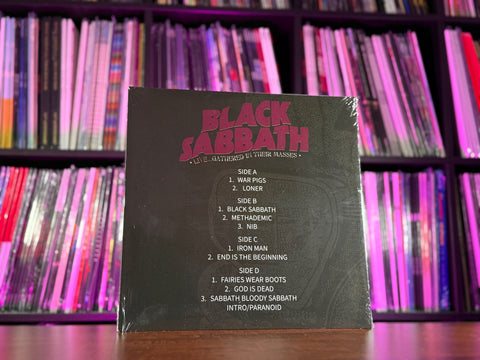 BLACK
SABBATH
• LIVE...GATHERED IN THEIR MASSES •
SIDE A
1. WAR PIGS
2. LONER
SIDE B
1. BLACK SABBATH
2. METHADEMIC
3. NIB
SIDE C
1. IRON MAN
2. END IS THE BEGINNING
SIDE D
1. FAIRIES WEAR BOOTS
2. GOD IS DEAD
3. SABBATH BLOODY SABBATH
INTRO/PARANOID